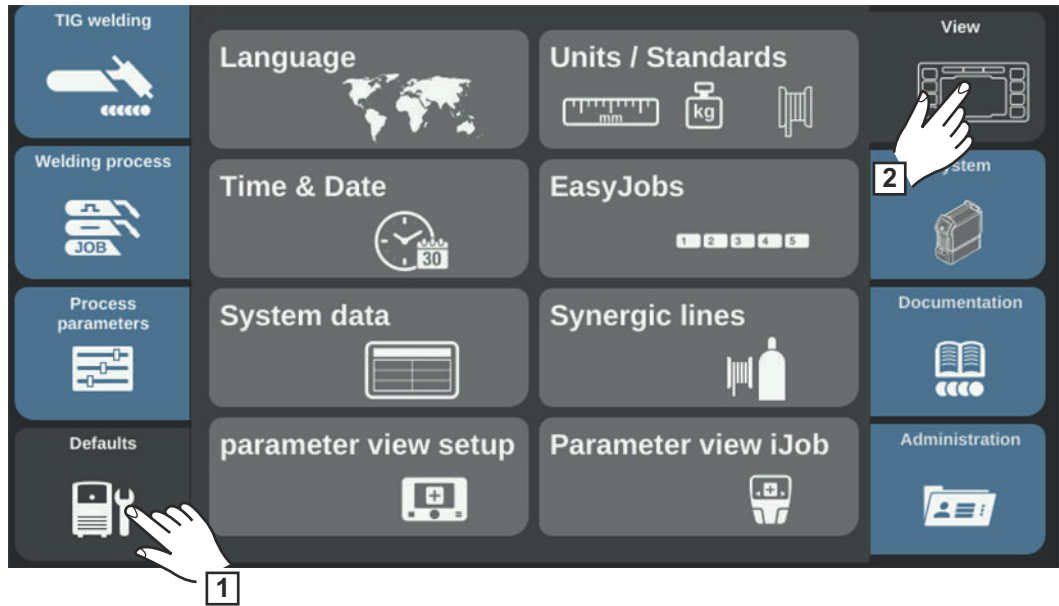 TIG welding
Welding process
JOB
Process
parameters
Defaults
1
Language
Units / Standards
mm
kg
Time & Date
30
EasyJobs
1 2 3 4 5
System data
Synergic lines
parameter view setup
Parameter view iJob
View
2
System
Documentation
Administration